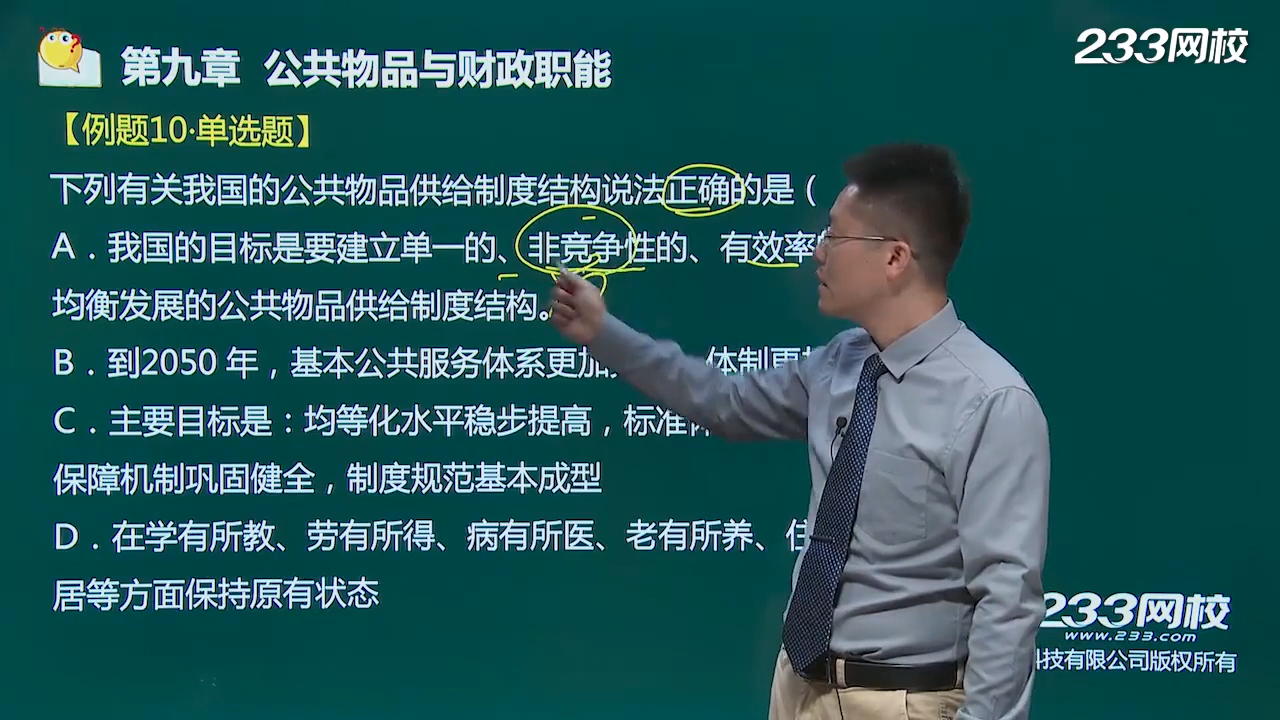 第九章 公共物品与财政职能
233网校
【例题10·单选题】
下列有关我国的公共物品供给制度结构说法正确的是（
A．我国的目标是要建立单一的、非竞争性的、有效率
均衡发展的公共物品供给制度结构。
B．到2050 年，基本公共服务体系更加 体制更
C．主要目标是：均等化水平稳步提高，标准
保障机制巩固健全，制度规范基本成型
D．在学有所教、劳有所得、病有所医、老有所养、
居等方面保持原有状态
233网校
www.233.com
科技有限公司版权所有